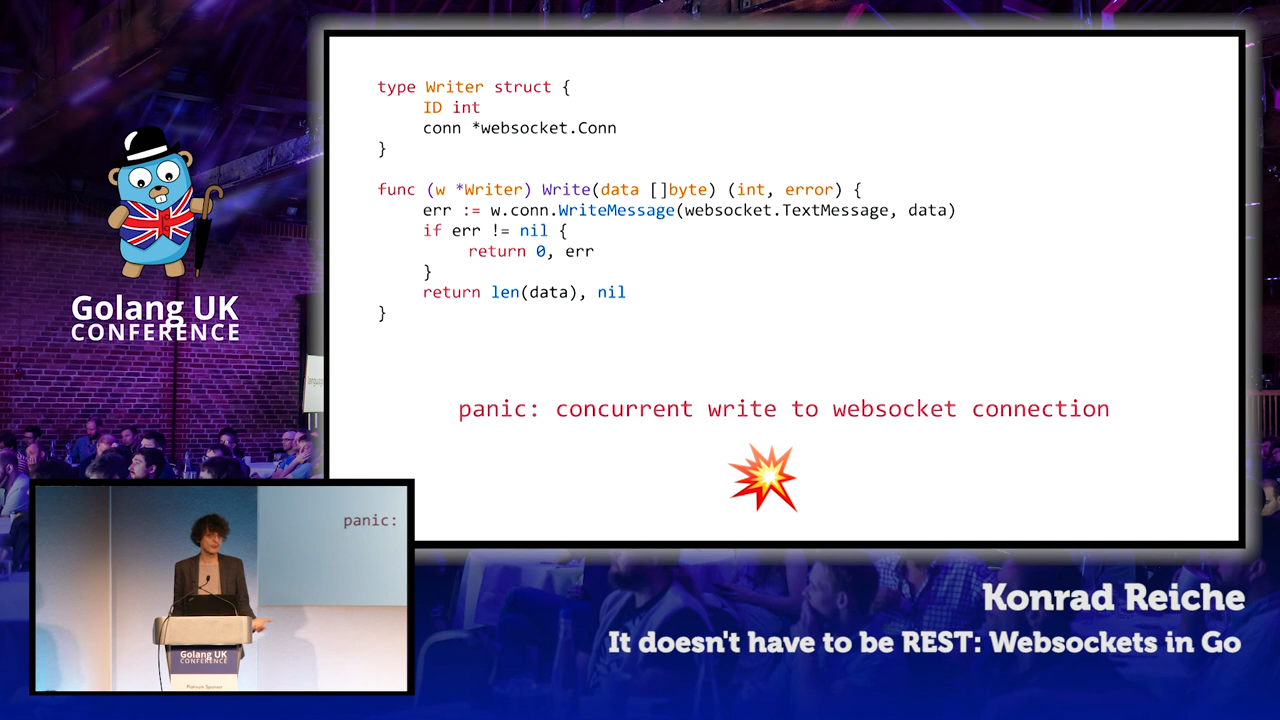 type Writer struct {
ID int
conn *websocket.Conn
}
func (w *Writer) Write(data []byte) (int, error) {
err := w.conn.WriteMessage(websocket.TextMessage, data)
if err != nil {
return 0, err
}
return len(data), nil
}
panic: concurrent write to websocket connection
Golang UK
CONFERENCE
panic:
Golang UK
CONFERENCE
Platinum Sponsor
Konrad Reiche
It doesn't have to be REST: Websockets in Go